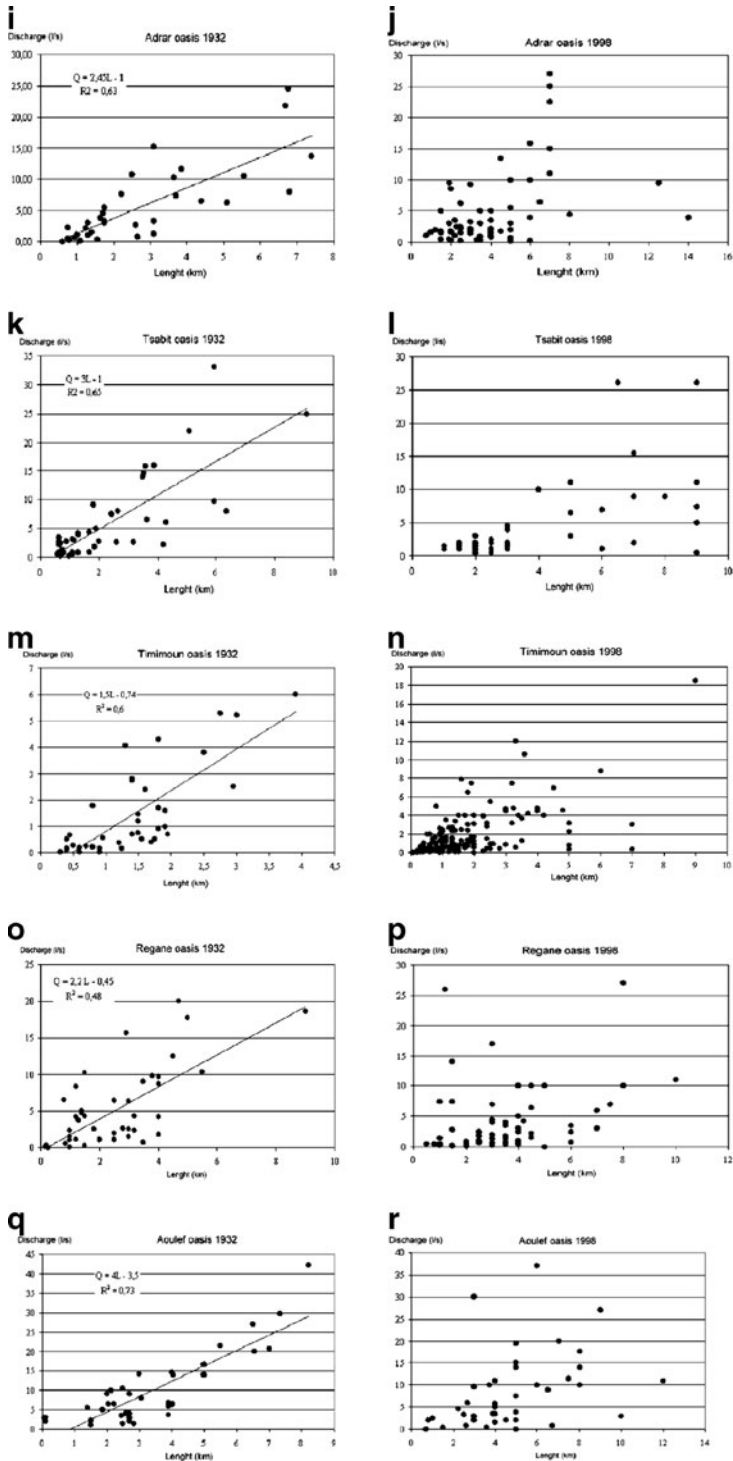 i
j
Discharge (l/s)
Adrar oasis 1932
Discharge (l/s)
Adrar oasis 1998
30,00
25,00
20,00
15,00
10,00
5,00
0,00
Q = 2,45L - 1
R2 = 0,63
0 1 2 3 4 5 6 7 8
Lenght (km)
30
25
20
15
10
5
0
0 2 4 6 8 10 12 14 16
Lenght (km)
k
l
Discharge (l/s)
Tsabit oasis 1932
Discharge (l/s)
Tsabit oasis 1998
35
30
25
20
15
10
5
0
Q = 3L - 1
R2 = 0,65
0 2 4 6 8 10
Lenght (km)
30
25
20
15
10
5
0
0 2 4 6 8 10
Lenght (km)
m
n
Discharge (l/s)
Timimoun oasis 1932
Discharge (l/s)
Timimoun oasis 1998
7
6
5
4
3
2
1
0
Q = 1,5L - 0,74
R² = 0,6
0 0,5 1 1,5 2 2,5 3 3,5 4 4,5
Lenght (km)
20
18
16
14
12
10
8
6
4
2
0
0 1 2 3 4 5 6 7 8 9 10
Lenght (km)
o
p
Discharge (l/s)
Regane oasis 1932
Discharge (l/s)
Regane oasis 1998
25
20
15
10
5
0
Q = 2,2 L - 0,45
R² = 0,48
0 2 4 6 8 10
Lenght (km)
30
25
20
15
10
5
0
0 2 4 6 8 10 12
Lenght (km)
q
r
Discharge (l/s)
Aoulef oasis 1932
Discharge (l/s)
Aoulef oasis 1998
45
40
35
30
25
20
15
10
5
0
Q = 4L - 3,5
R² = 0,73
0 1 2 3 4 5 6 7 8 9
Lenght (km)
40
35
30
25
20
15
10
5
0
0 2 4 6 8 10 12 14
Lenght (km)